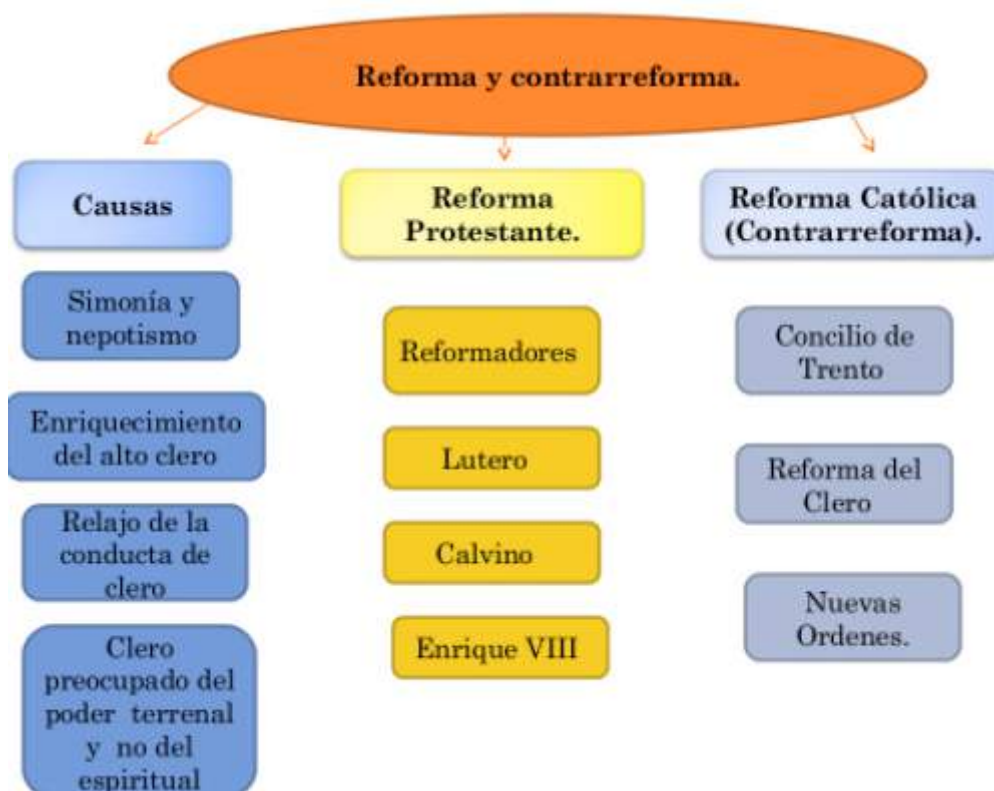 Reforma y contrarreforma.
Causas
Simonía y
nepotismo
Enriquecimiento
del alto clero
Relajo de la
conducta de
clero
Clero
preocupado del
poder terrenal
y no del
espiritual
Reforma
Protestante.
Reformadores
Lutero
Calvino
Enrique VIII
Reforma Católica
(Contrarreforma).
Concilio de
Trento
Reforma del
Clero
Nuevas
Ordenes.